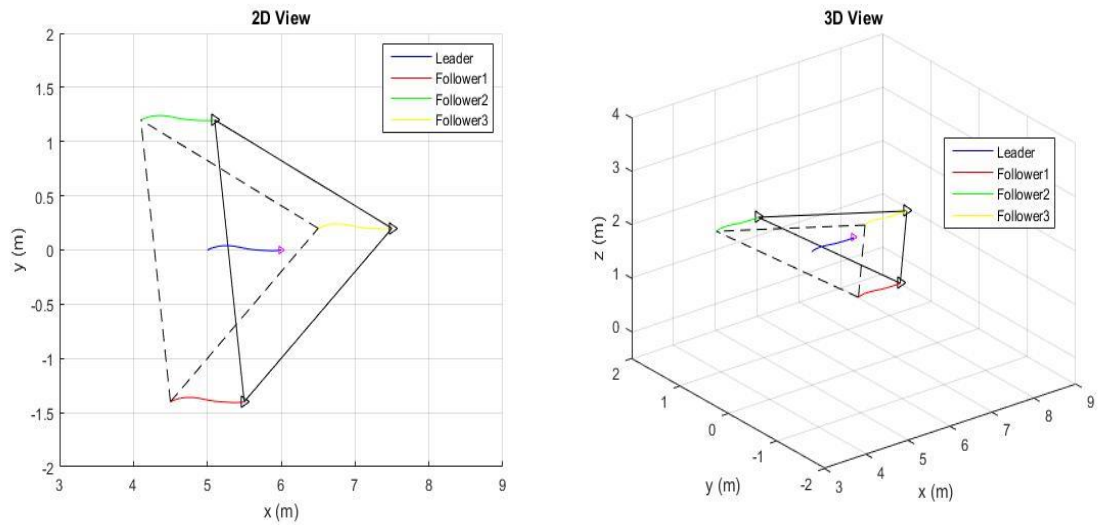 2D View
2
1.5
1
0.5
0
-0.5
-1
-1.5
-2
3 4 5 6 7 8 9
x (m)
y (m)
Leader
Follower1
Follower2
Follower3
3D View
4
3
2
1
0
z (m)
2
1
0
-1
-2
y (m)
3
4
5
6
7
8
9
x (m)
Leader
Follower1
Follower2
Follower3